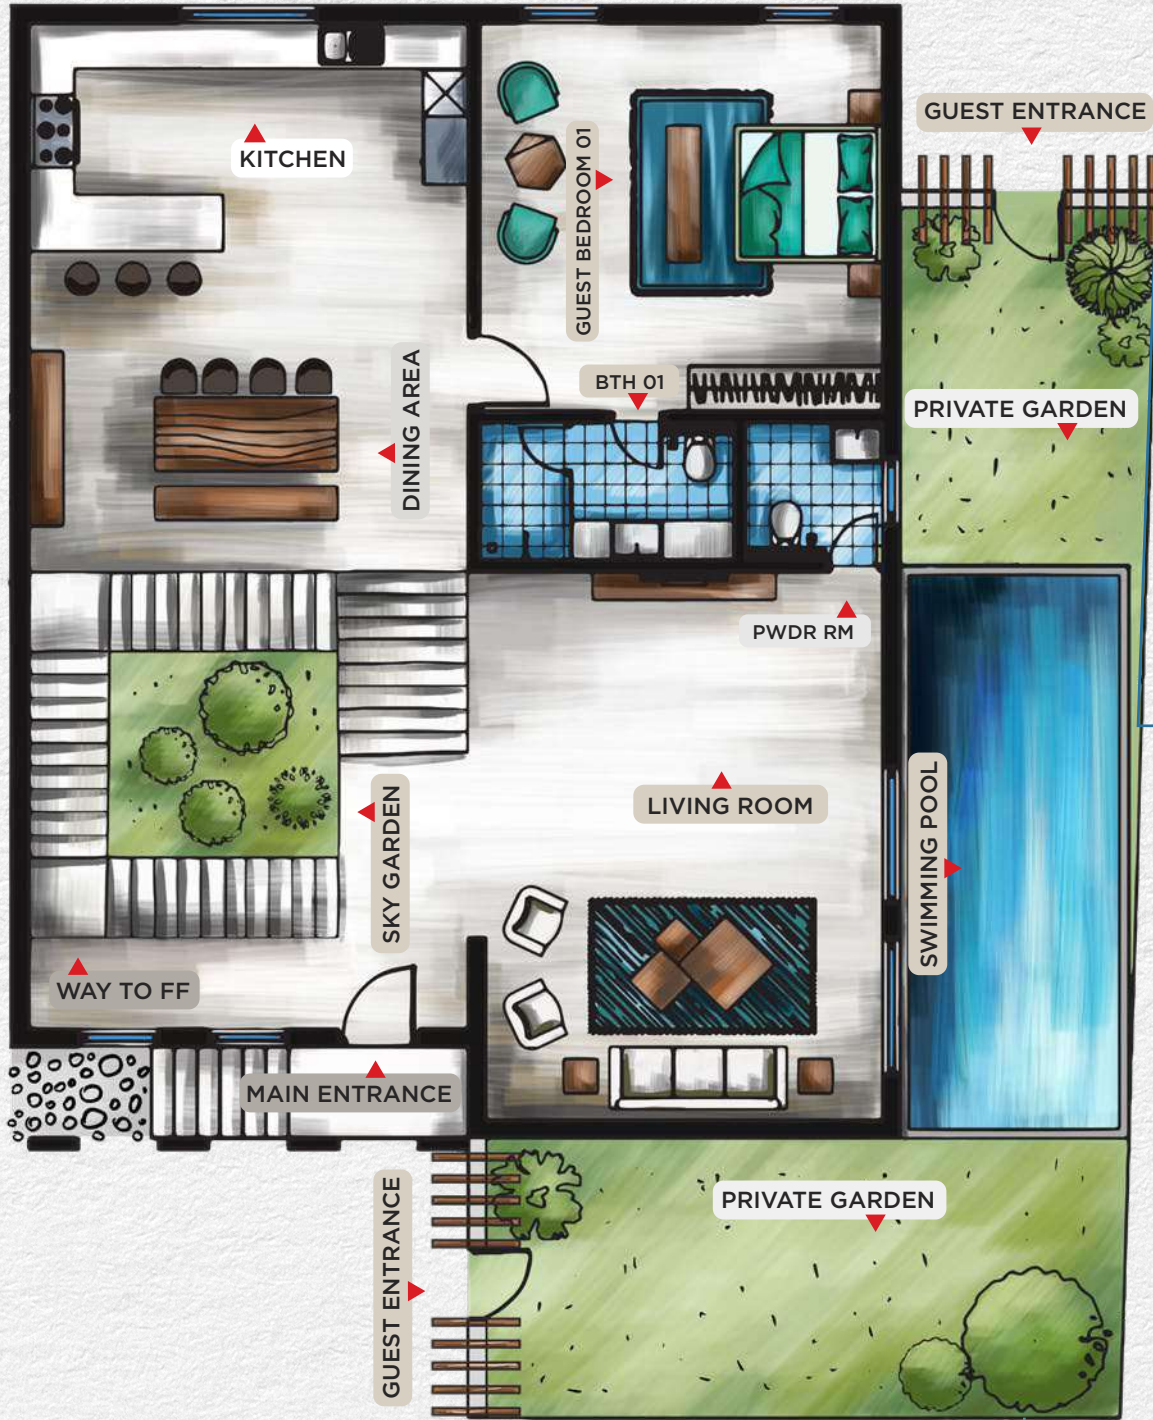 GUEST ENTRANCE
KITCHEN
GUEST BEDROOM 01
BTH 01
DINING AREA
PRIVATE GARDEN
PWDR RM
LIVING ROOM
SKY GARDEN
SWIMMING POOL
WAY TO FF
MAIN ENTRANCE
PRIVATE GARDEN
GUEST ENTRANCE